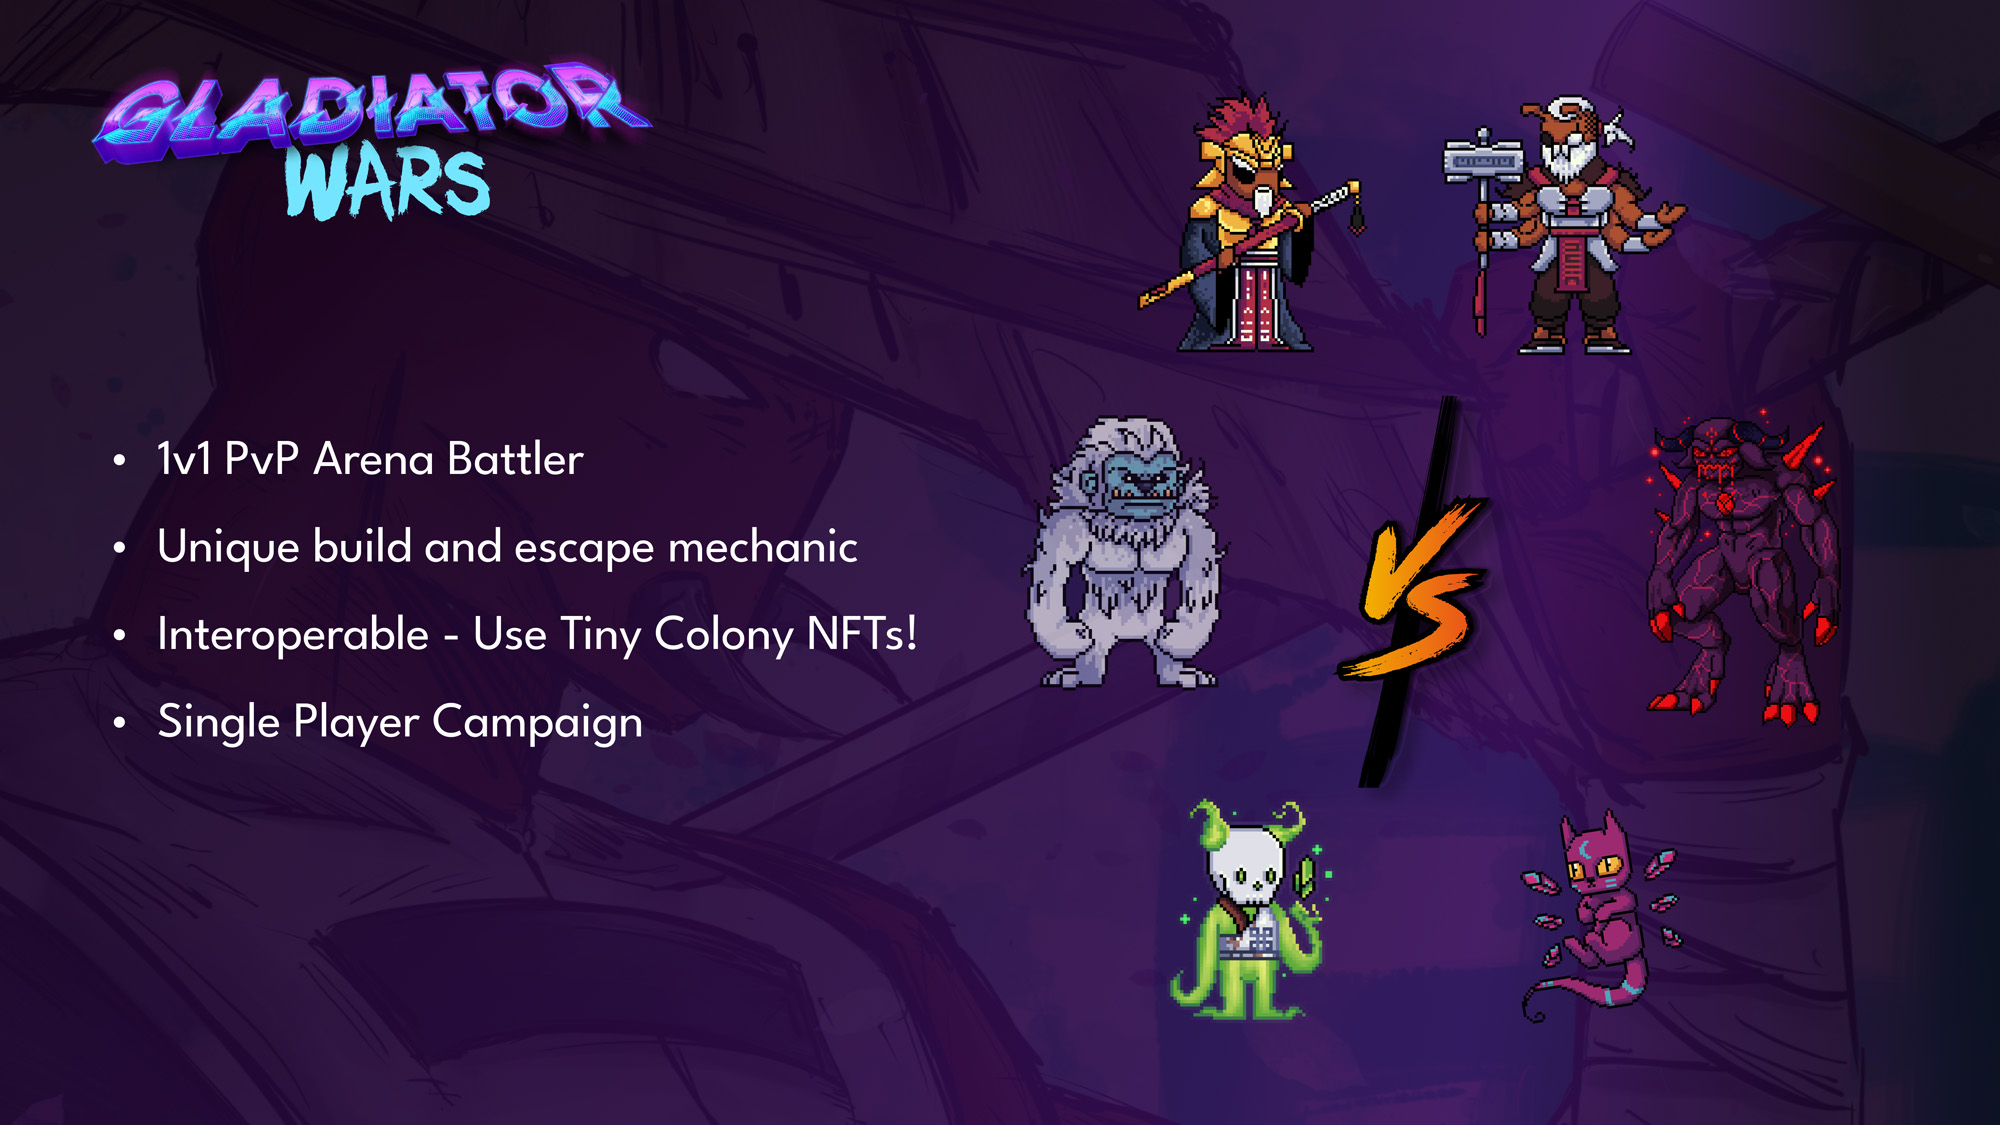 GLADIATOR
WARS
• 1v1 PvP Arena Battler
• Unique build and escape mechanic
• Interoperable - Use Tiny Colony NFTs!
• Single Player Campaign
VS